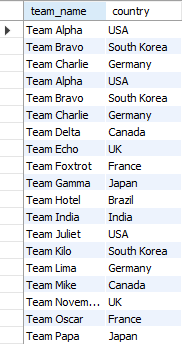 team_name country
Team Alpha USA
Team Bravo South Korea
Team Charlie Germany
Team Alpha USA
Team Bravo South Korea
Team Charlie Germany
Team Delta Canada
Team Echo UK
Team Foxtrot France
Team Gamma Japan
Team Hotel Brazil
Team India India
Team Juliet USA
Team Kilo South Korea
Team Lima Germany
Team Mike Canada
Team Novem... UK
Team Oscar France
Team Papa Japan